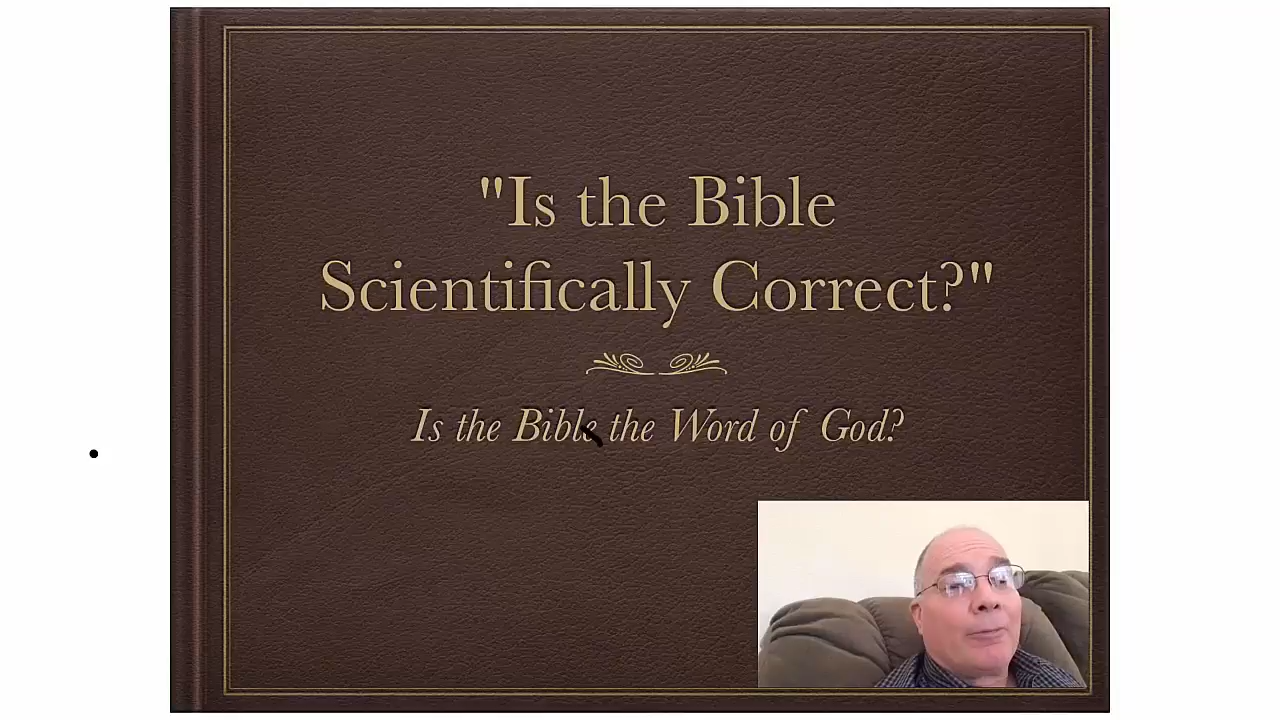 "Is the Bible
Scientifically Correct?"
Is the Bible the Word of God?